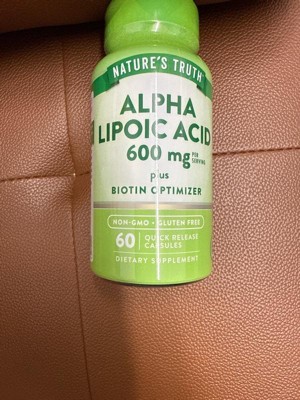 NATURE'S TRUTH
ALPHA
LIPOIC ACID
600 mg PER SERVING
plus
BIOTIN OPTIMIZER
NON-GMO • GLUTEN FREE
60 QUICK RELEASE CAPSULES
DIETARY SUPPLEMENT